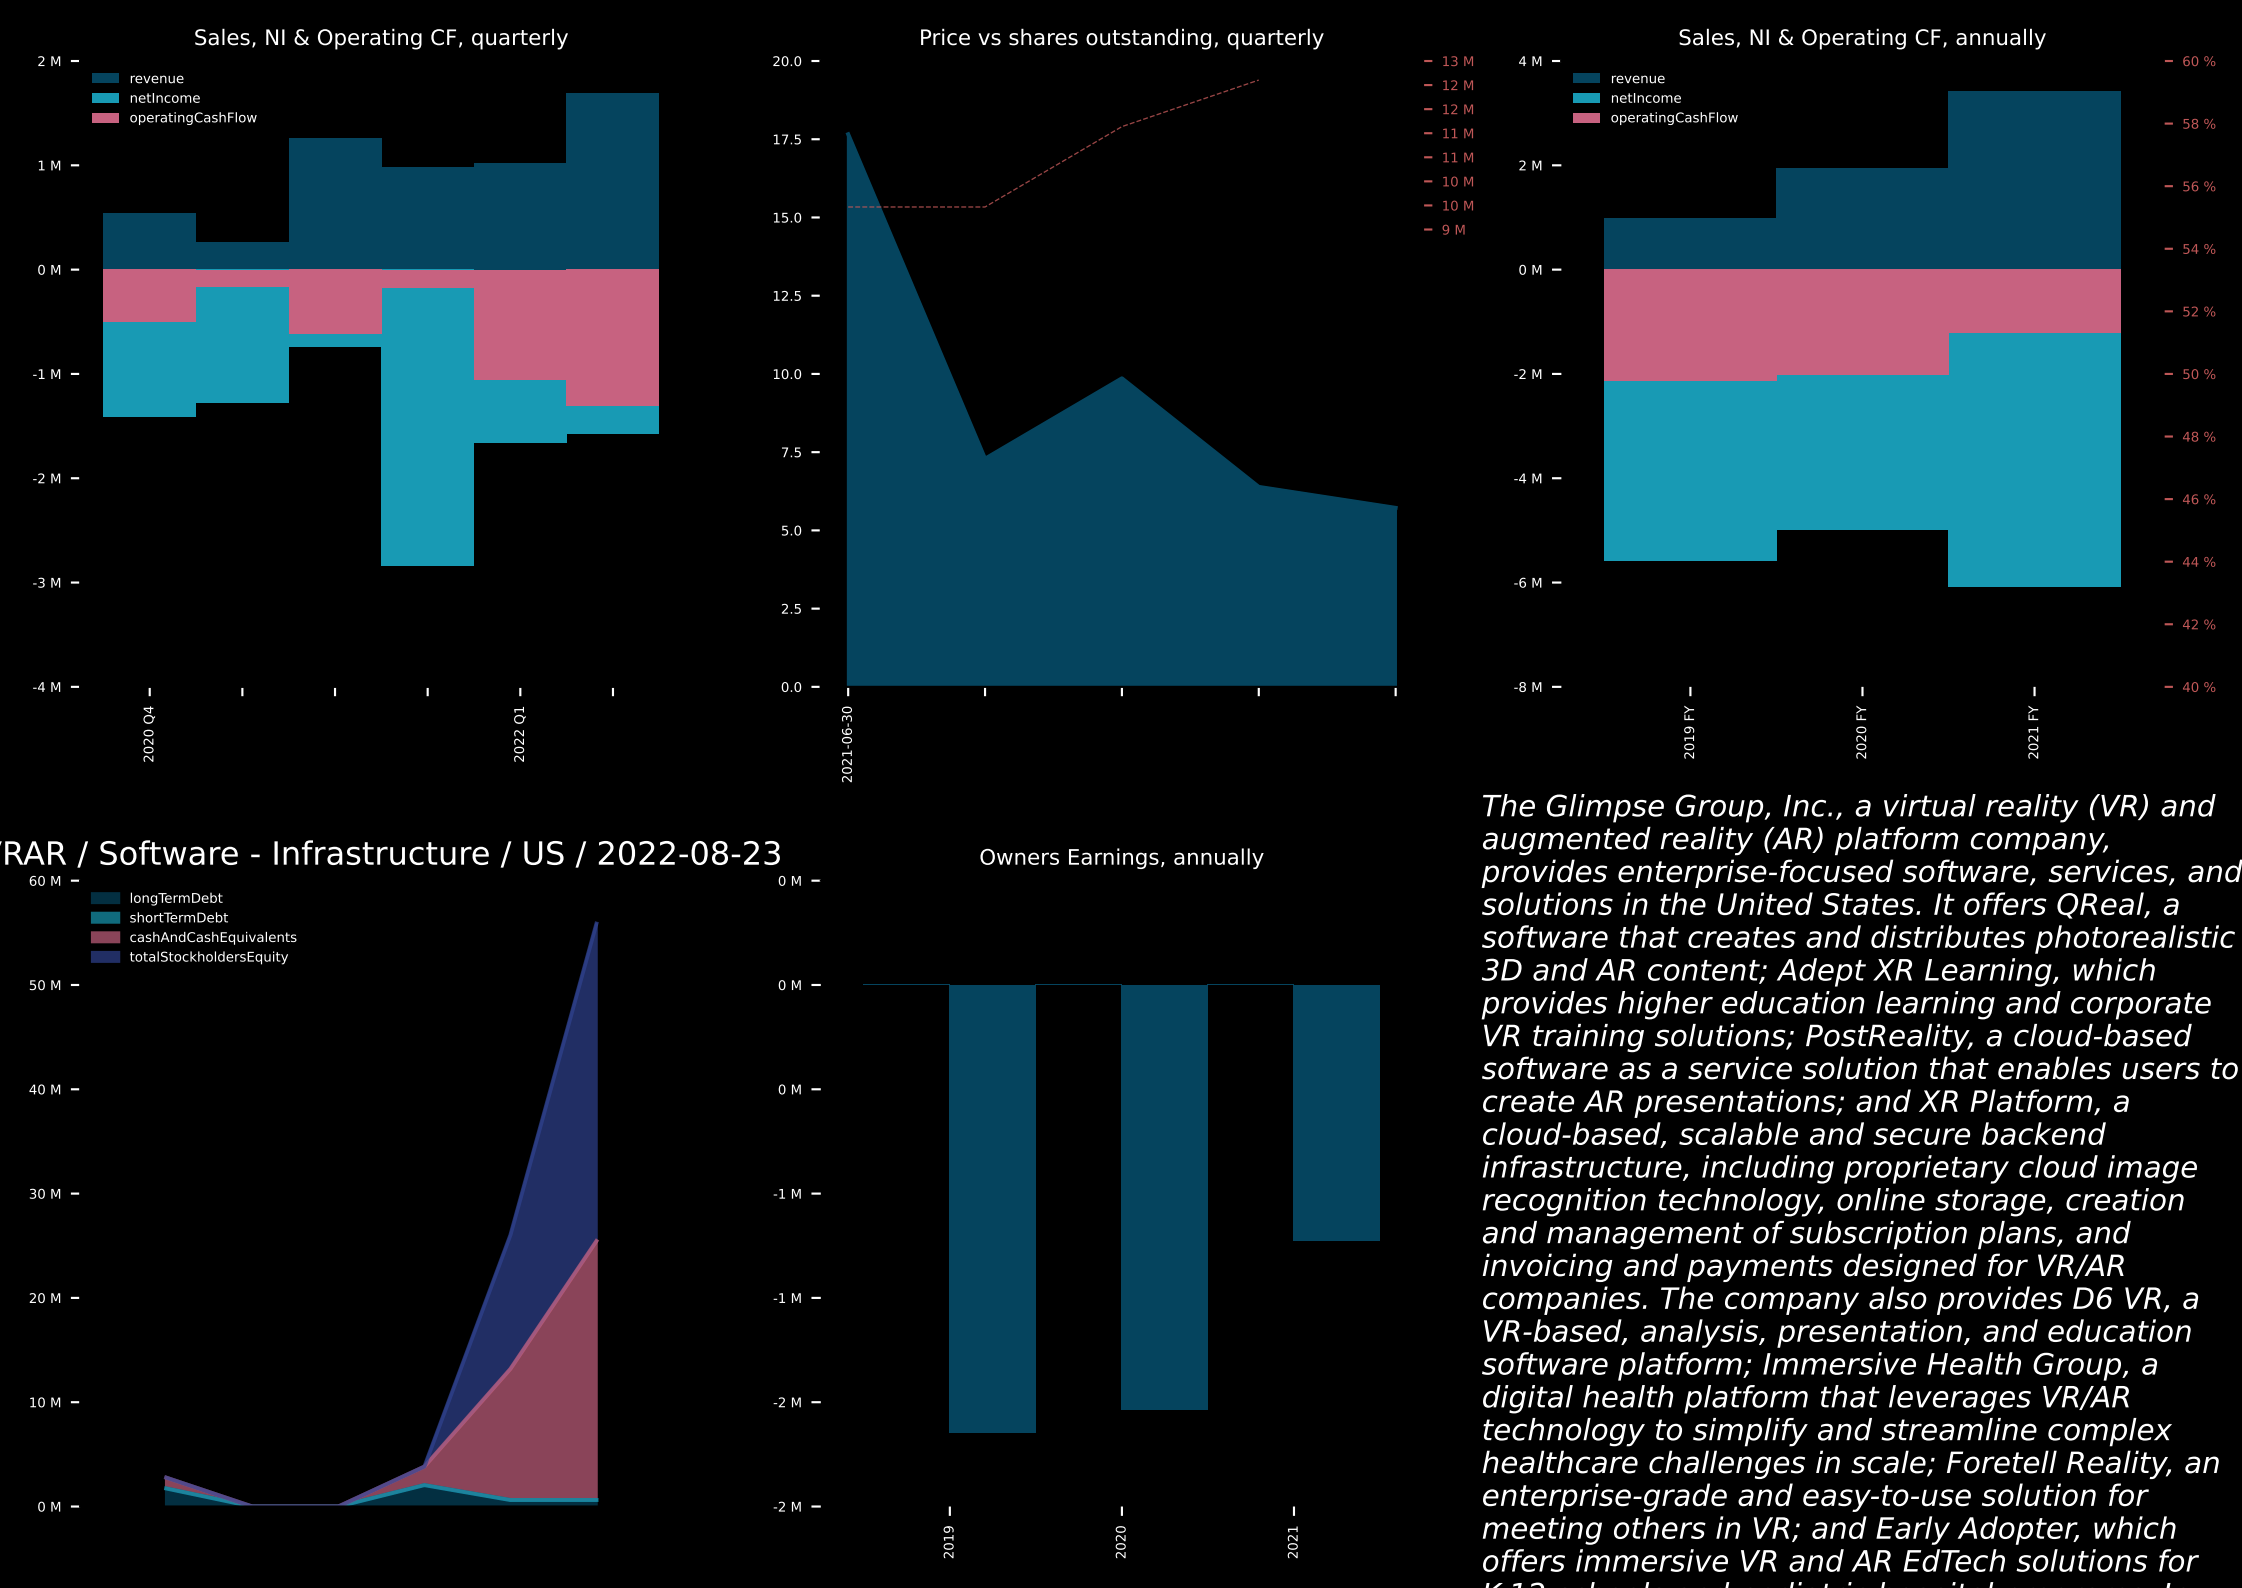 Sales, NI & Operating CF, quarterly
2 M
1 M
0 M
-1 M
-2 M
-3 M
-4 M
revenue
netIncome
operatingCashFlow
2020 Q4
2022 Q1
Price vs shares outstanding, quarterly
20.0
17.5
15.0
12.5
10.0
7.5
5.0
2.5
0.0
13 M
12 M
12 M
11 M
11 M
10 M
10 M
9 M
2021-06-30
Sales, NI & Operating CF, annually
4 M
2 M
0 M
-2 M
-4 M
-6 M
-8 M
revenue
netIncome
operatingCashFlow
60 %
58 %
56 %
54 %
52 %
50 %
48 %
46 %
44 %
42 %
40 %
2019 FY
2020 FY
2021 FY
VRAR / Software - Infrastructure / US / 2022-08-23
60 M
50 M
40 M
30 M
20 M
10 M
0 M
longTermDebt
shortTermDebt
cashAndCashEquivalents
totalStockholdersEquity
Owners Earnings, annually
0 M
0 M
0 M
-1 M
-1 M
-2 M
-2 M
2019
2020
2021
The Glimpse Group, Inc., a virtual reality (VR) and
augmented reality (AR) platform company,
provides enterprise-focused software, services, and
solutions in the United States. It offers QReal, a
software that creates and distributes photorealistic
3D and AR content; Adept XR Learning, which
provides higher education learning and corporate
VR training solutions; PostReality, a cloud-based
software as a service solution that enables users to
create AR presentations; and XR Platform, a
cloud-based, scalable and secure backend
infrastructure, including proprietary cloud image
recognition technology, online storage, creation
and management of subscription plans, and
invoicing and payments designed for VR/AR
companies. The company also provides D6 VR, a
VR-based, analysis, presentation, and education
software platform; Immersive Health Group, a
digital health platform that leverages VR/AR
technology to simplify and streamline complex
healthcare challenges in scale; Foretell Reality, an
enterprise-grade and easy-to-use solution for
meeting others in VR; and Early Adopter, which
offers immersive VR and AR EdTech solutions for